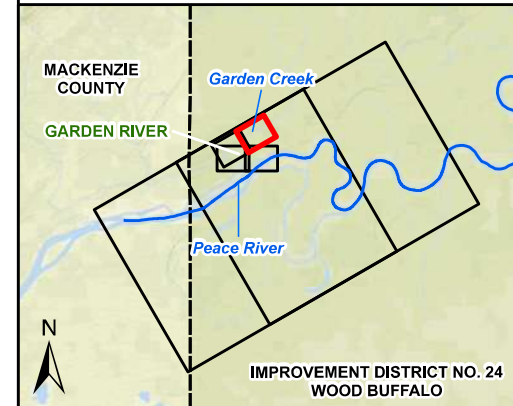 MACKENZIE
COUNTY
Garden Creek
GARDEN RIVER
Peace River
N
IMPROVEMENT DISTRICT NO. 24
WOOD BUFFALO